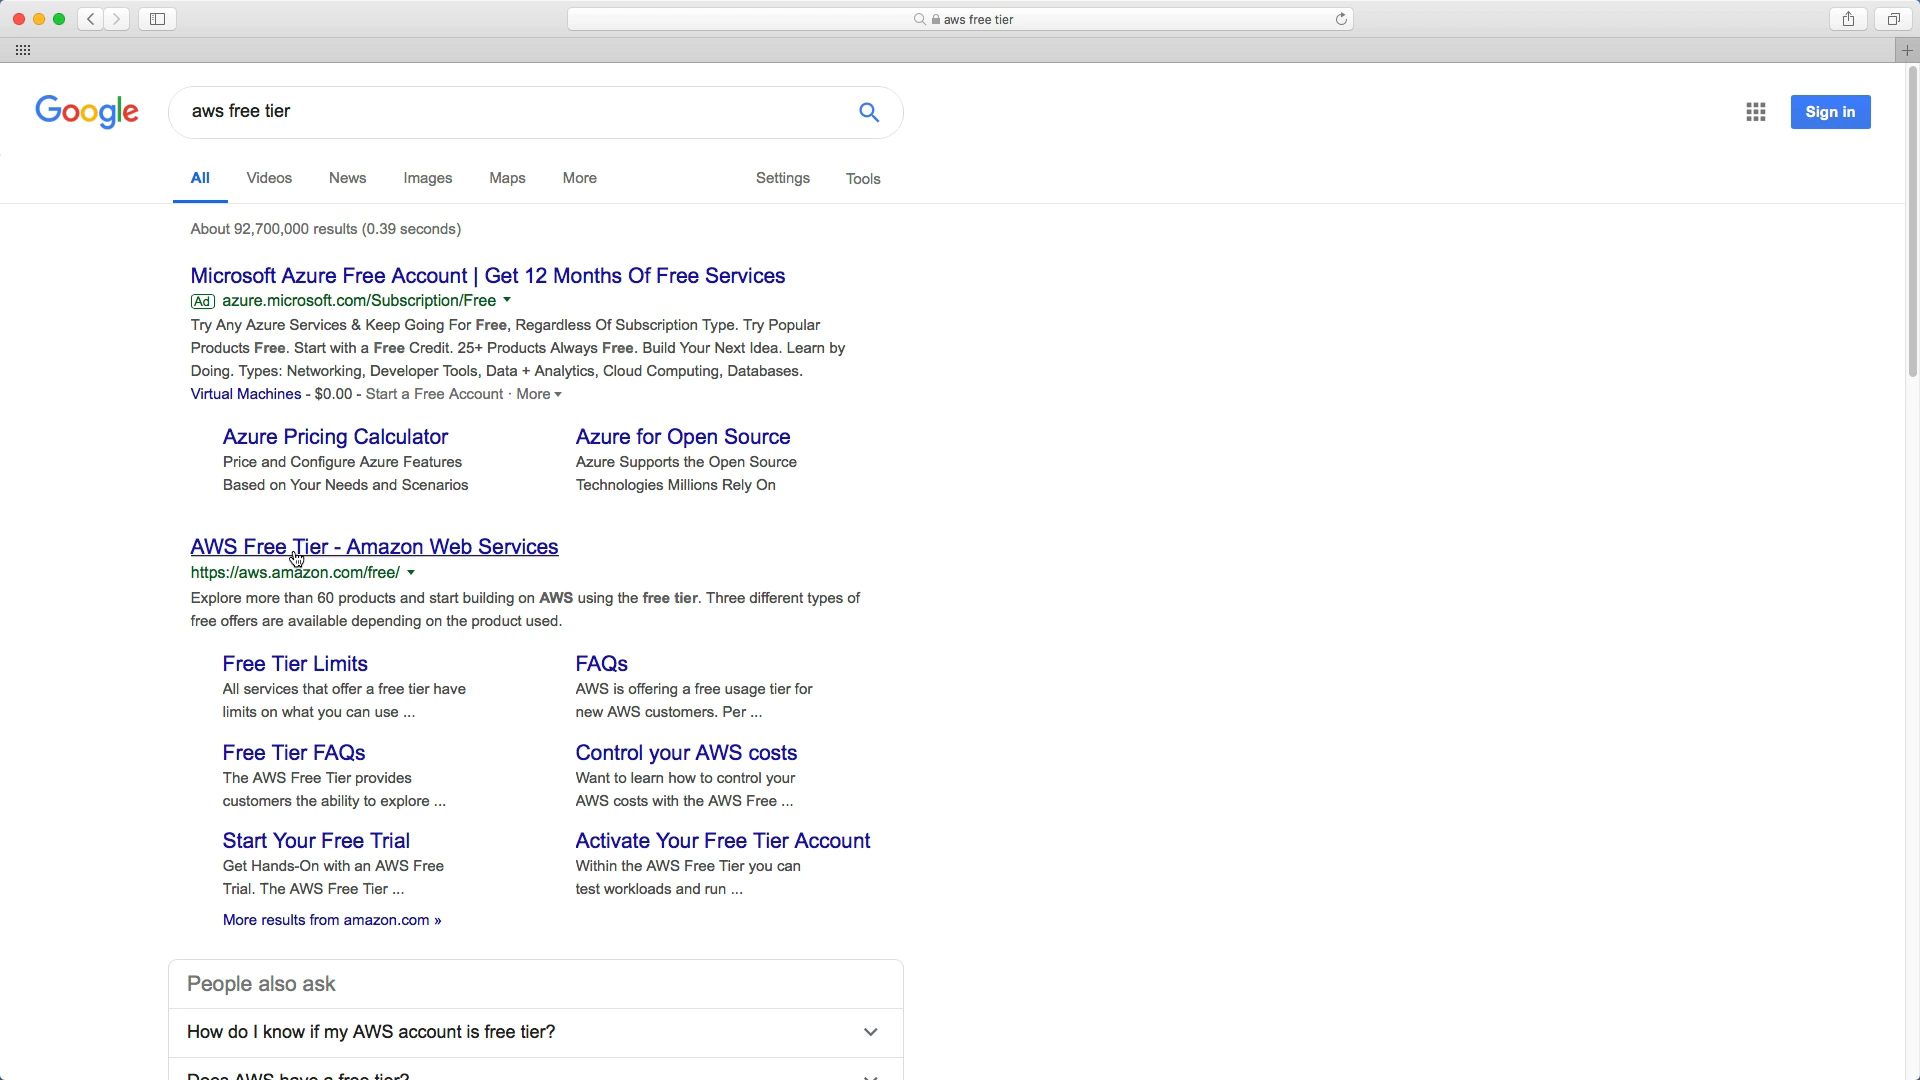 aws free tier
Google
aws free tier
Sign in
All Videos News Images Maps More Settings Tools
About 92,700,000 results (0.39 seconds)
Microsoft Azure Free Account | Get 12 Months Of Free Services
Ad azure.microsoft.com/Subscription/Free
Try Any Azure Services & Keep Going For Free, Regardless Of Subscription Type. Try Popular
Products Free. Start with a Free Credit. 25+ Products Always Free. Build Your Next Idea. Learn by
Doing. Types: Networking, Developer Tools, Data + Analytics, Cloud Computing, Databases.
Virtual Machines - $0.00 - Start a Free Account · More
Azure Pricing Calculator
Price and Configure Azure Features
Based on Your Needs and Scenarios
Azure for Open Source
Azure Supports the Open Source
Technologies Millions Rely On
AWS Free Tier - Amazon Web Services
https://aws.amazon.com/free/
Explore more than 60 products and start building on AWS using the free tier. Three different types of
free offers are available depending on the product used.
Free Tier Limits
All services that offer a free tier have
limits on what you can use ...
FAQs
AWS is offering a free usage tier for
new AWS customers. Per ...
Free Tier FAQs
The AWS Free Tier provides
customers the ability to explore ...
Control your AWS costs
Want to learn how to control your
AWS costs with the AWS Free ...
Start Your Free Trial
Get Hands-On with an AWS Free
Trial. The AWS Free Tier ...
Activate Your Free Tier Account
Within the AWS Free Tier you can
test workloads and run ...
More results from amazon.com »
People also ask
How do I know if my AWS account is free tier?
Does AWS have a free tier?